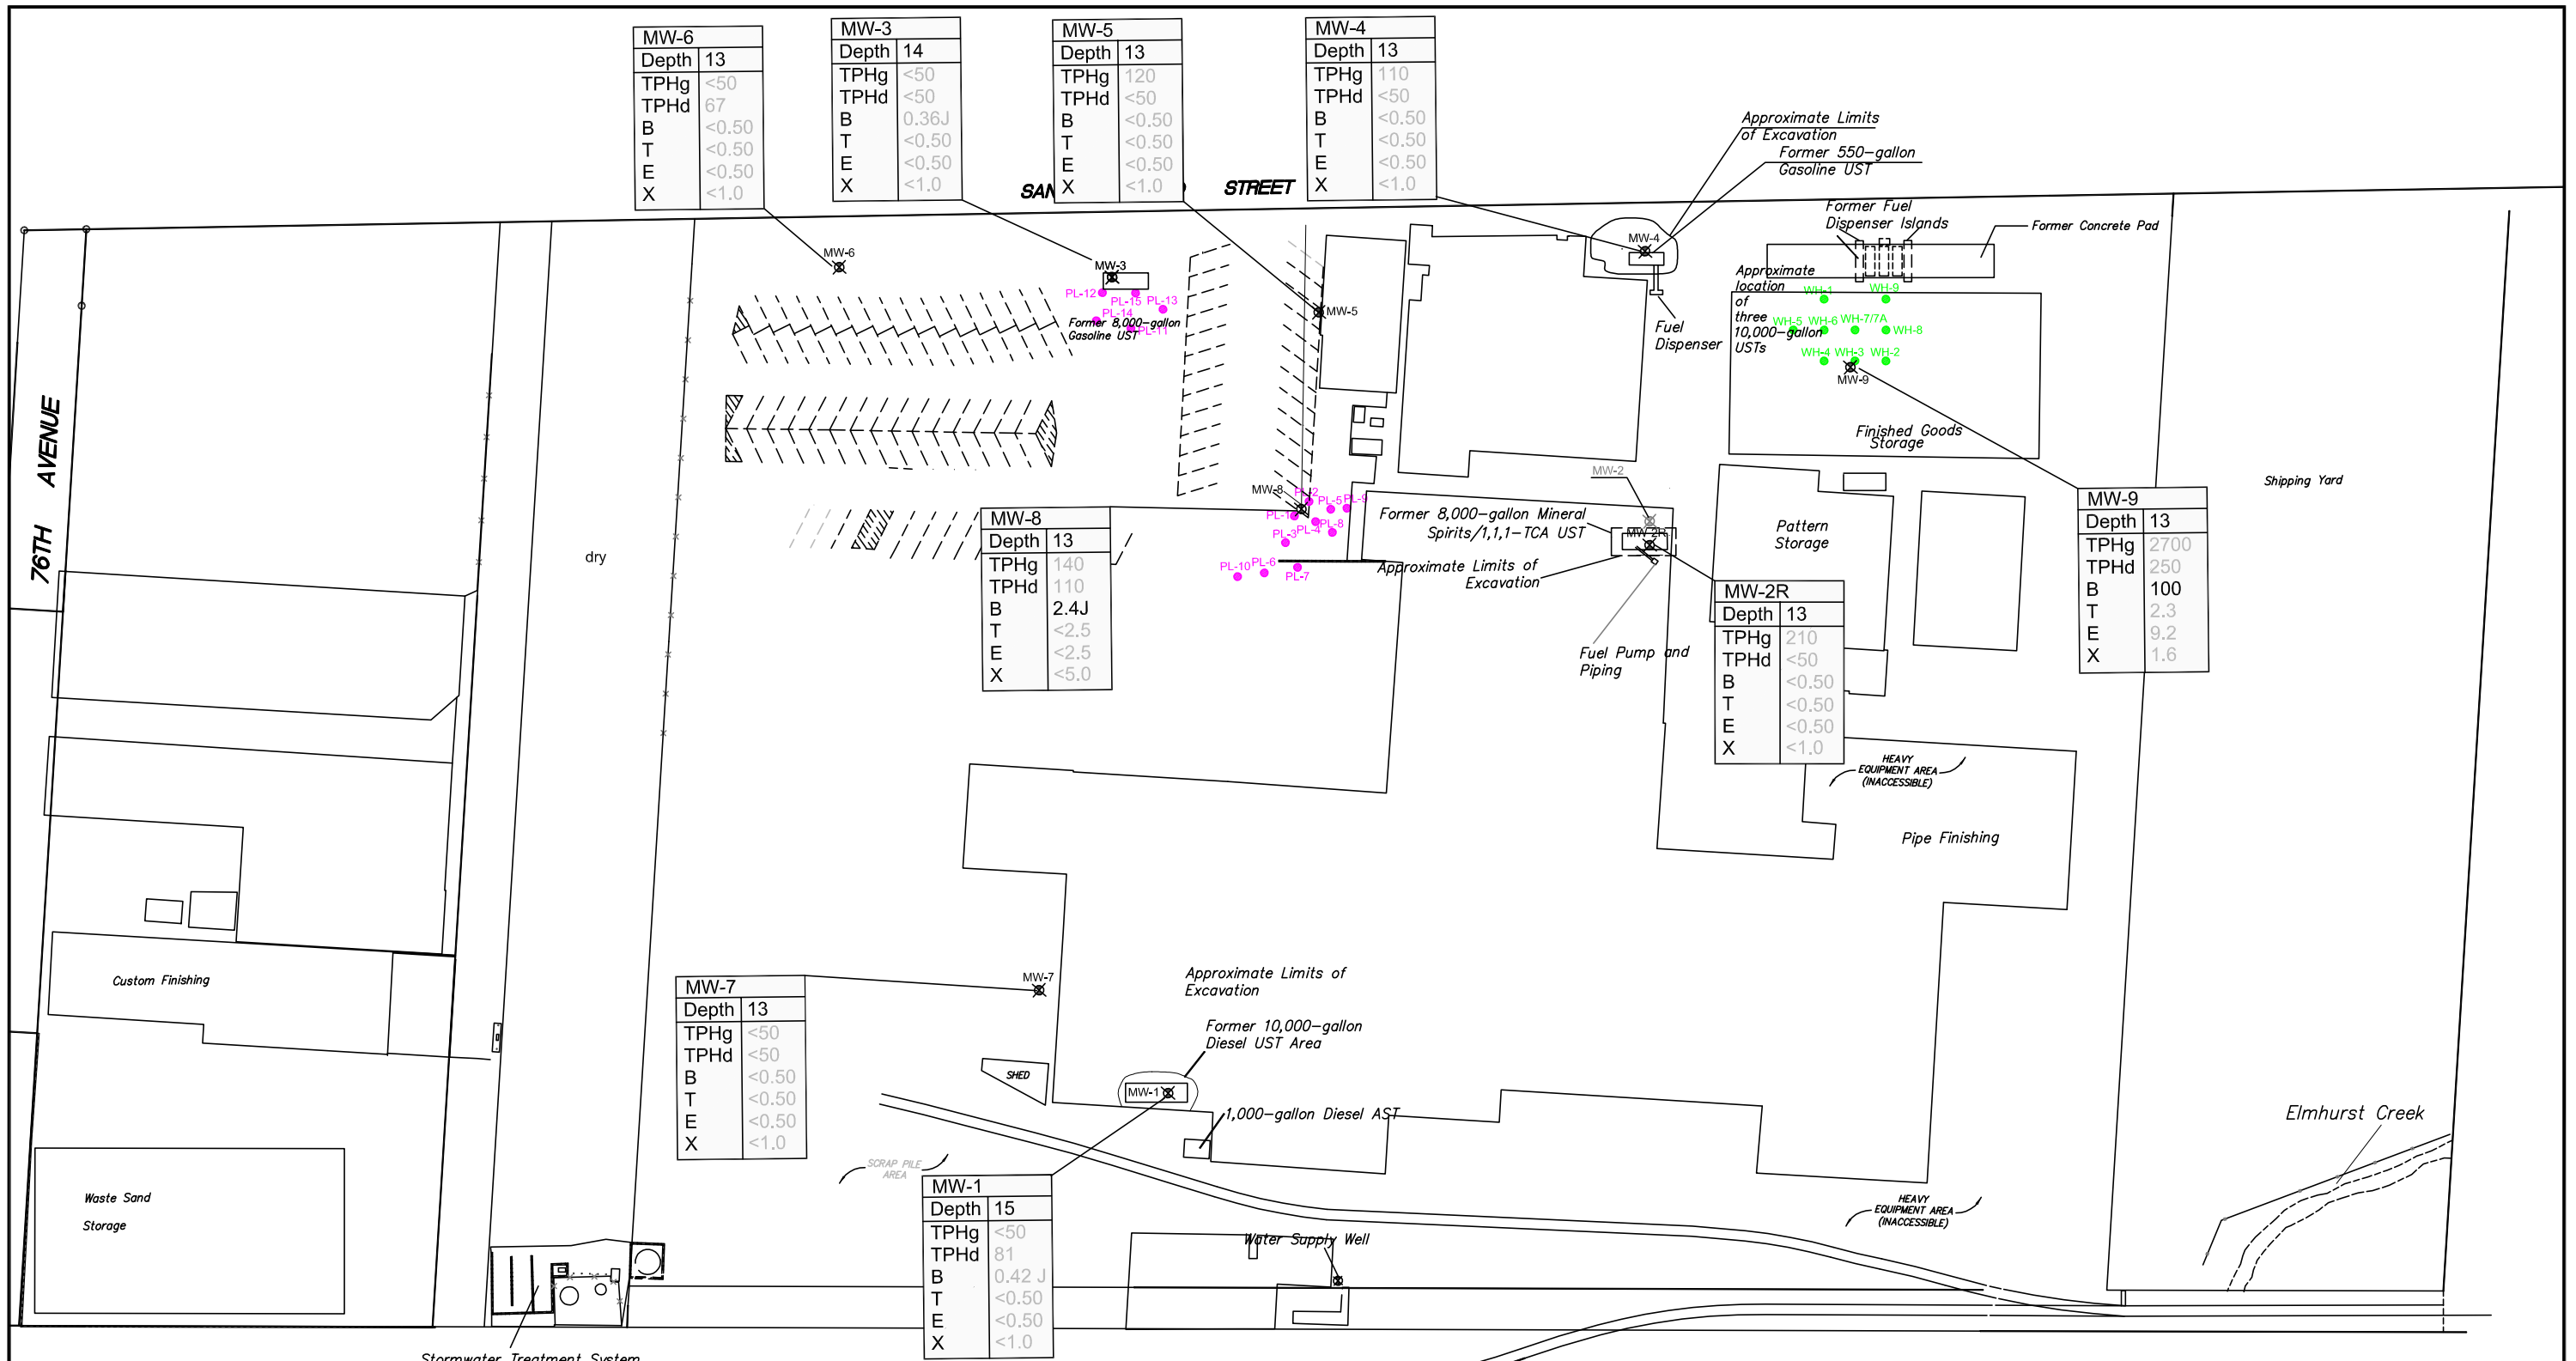 MW-6
Depth 13
TPHg <50
TPHd 67
B <0.50
T <0.50
E <0.50
X <1.0
MW-3
Depth 14
TPHg <50
TPHd <50
B 0.36J
T <0.50
E <0.50
X <1.0
MW-5
Depth 13
TPHg 120
TPHd <50
B <0.50
T <0.50
E <0.50
X <1.0
MW-4
Depth 13
TPHg 110
TPHd <50
B <0.50
T <0.50
E <0.50
X <1.0
SAN STREET
Approximate Limits
of Excavation
Former 550-gallon
Gasoline UST
Former Fuel
Dispenser Islands
Former Concrete Pad
MW-6
MW-3
MW-5
MW-4
PL-12
PL-15
PL-13
PL-14
PL-11
Former 8,000-gallon
Gasoline UST
Fuel
Dispenser
Approximate
location
of
three
10,000-gallon
USTs
WH-1
WH-9
WH-5
WH-6
WH-7/7A
WH-8
WH-4
WH-3
WH-2
MW-9
Finished Goods
Storage
Shipping Yard
76TH AVENUE
dry
MW-8
PL-2
PL-5
PL-9
PL-1
PL-4
PL-8
PL-3
PL-10
PL-6
PL-7
MW-2
MW-2R
Former 8,000-gallon Mineral
Spirits/1,1,1-TCA UST
Approximate Limits of
Excavation
Pattern
Storage
Fuel Pump and
Piping
MW-8
Depth 13
TPHg 140
TPHd 110
B 2.4J
T <2.5
E <2.5
X <5.0
MW-2R
Depth 13
TPHg 210
TPHd <50
B <0.50
T <0.50
E <0.50
X <1.0
MW-9
Depth 13
TPHg 2700
TPHd 250
B 100
T 2.3
E 9.2
X 1.6
HEAVY
EQUIPMENT AREA
(INACCESSIBLE)
Pipe Finishing
Custom Finishing
MW-7
MW-7
Depth 13
TPHg <50
TPHd <50
B <0.50
T <0.50
E <0.50
X <1.0
Approximate Limits of
Excavation
Former 10,000-gallon
Diesel UST Area
SHED
MW-1
1,000-gallon Diesel AST
SCRAP PILE
AREA
MW-1
Depth 15
TPHg <50
TPHd 81
B 0.42 J
T <0.50
E <0.50
X <1.0
Waste Sand
Storage
Water Supply Well
HEAVY
EQUIPMENT AREA
(INACCESSIBLE)
Elmhurst Creek
Stormwater Treatment System